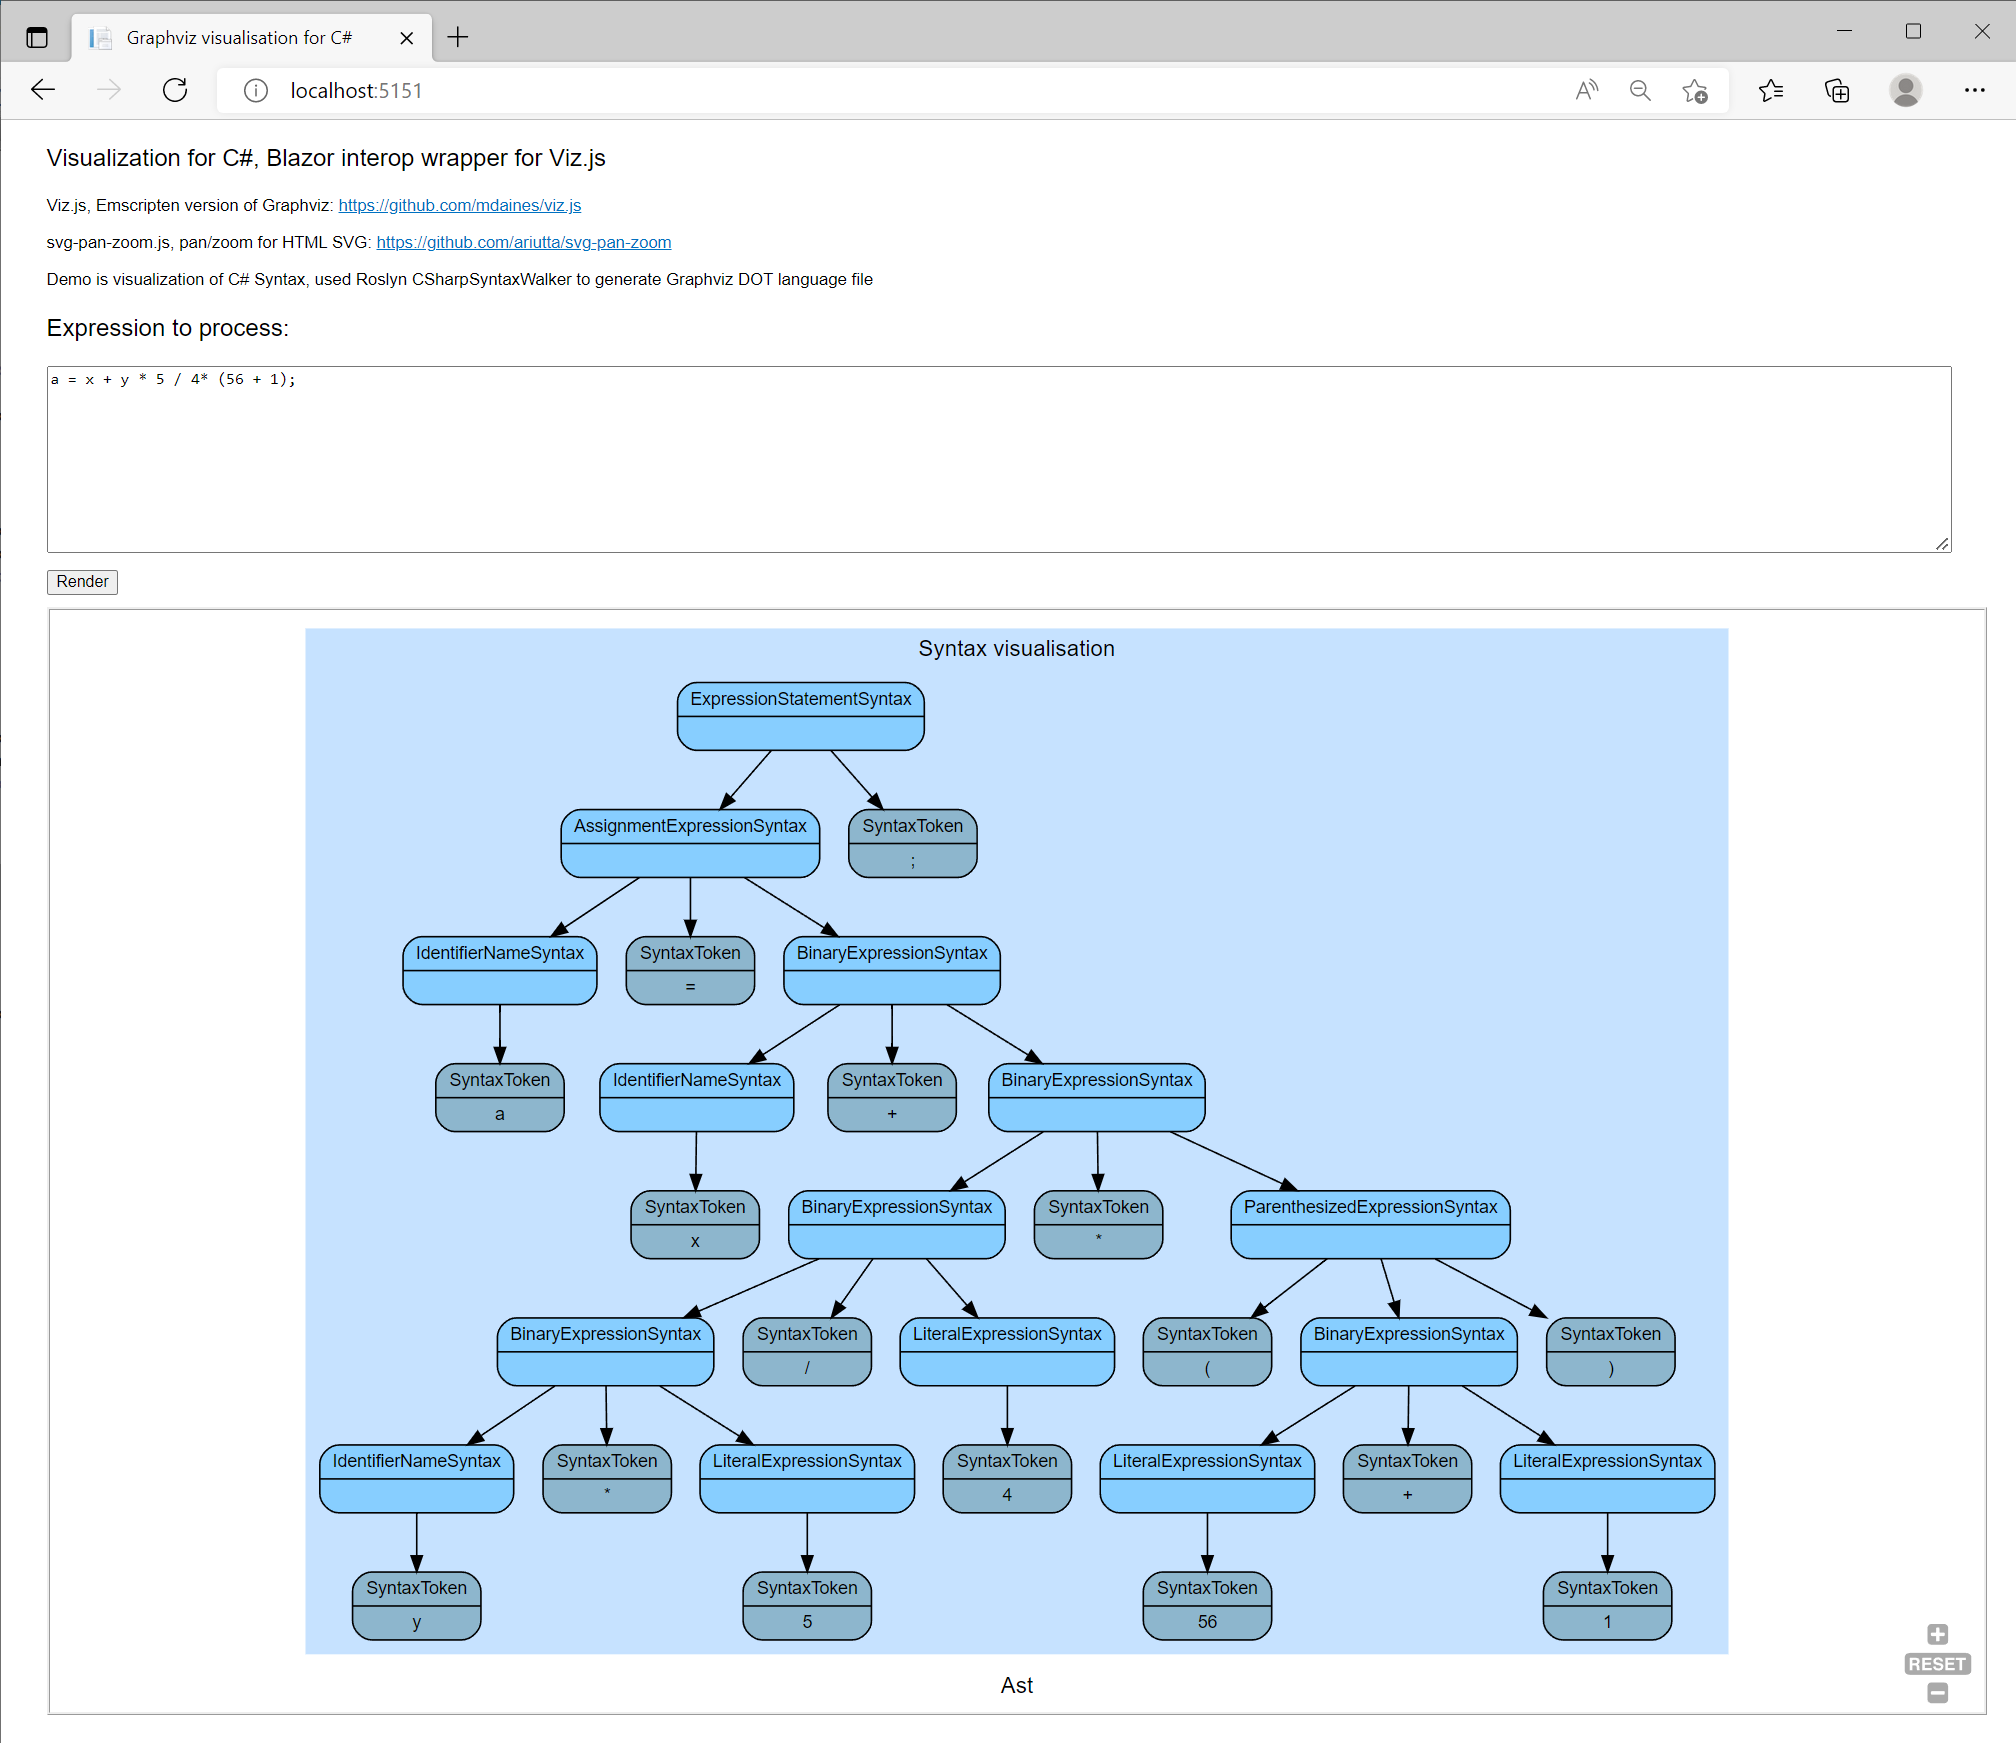 Graphviz visualisation for C#
localhost:5151
Visualization for C#, Blazor interop wrapper for Viz.js
Viz.js, Emscripten version of Graphviz: https://github.com/mdaines/viz.js
svg-pan-zoom.js, pan/zoom for HTML SVG: https://github.com/ariutta/svg-pan-zoom
Demo is visualization of C# Syntax, used Roslyn CSharpSyntaxWalker to generate Graphviz DOT language file
Expression to process:
a = x + y * 5 / 4* (56 + 1);
Render
Syntax visualisation
ExpressionStatementSyntax
AssignmentExpressionSyntax SyntaxToken
;
IdentifierNameSyntax SyntaxToken BinaryExpressionSyntax
=
SyntaxToken IdentifierNameSyntax SyntaxToken BinaryExpressionSyntax
a +
SyntaxToken BinaryExpressionSyntax SyntaxToken ParenthesizedExpressionSyntax
x *
BinaryExpressionSyntax SyntaxToken LiteralExpressionSyntax SyntaxToken BinaryExpressionSyntax SyntaxToken
/ ( )
IdentifierNameSyntax SyntaxToken LiteralExpressionSyntax SyntaxToken LiteralExpressionSyntax SyntaxToken LiteralExpressionSyntax
* 4 +
SyntaxToken SyntaxToken SyntaxToken SyntaxToken
y 5 56 1
RESET
Ast